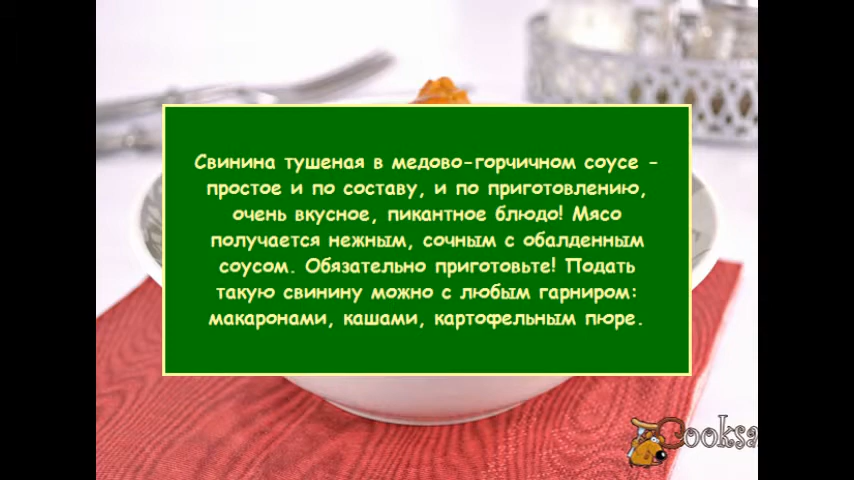 Свинина тушеная в медово-горчичном соусе -
простое и по составу, и по приготовлению,
очень вкусное, пикантное блюдо! Мясо
получается нежным, сочным с обалденным
соусом. Обязательно приготовьте! Подать
такую свинину можно с любым гарниром:
макаронами, кашами, картофельным пюре.
Cooksa